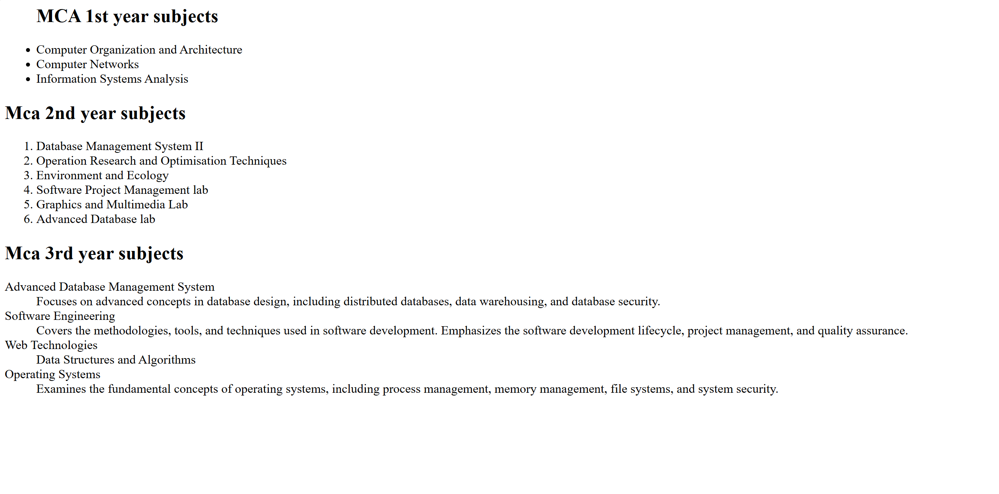 MCA 1st year subjects
• Computer Organization and Architecture
• Computer Networks
• Information Systems Analysis
Mca 2nd year subjects
1. Database Management System II
2. Operation Research and Optimisation Techniques
3. Environment and Ecology
4. Software Project Management lab
5. Graphics and Multimedia Lab
6. Advanced Database lab
Mca 3rd year subjects
Advanced Database Management System
Focuses on advanced concepts in database design, including distributed databases, data warehousing, and database security.
Software Engineering
Covers the methodologies, tools, and techniques used in software development. Emphasizes the software development lifecycle, project management, and quality assurance.
Web Technologies
Data Structures and Algorithms
Operating Systems
Examines the fundamental concepts of operating systems, including process management, memory management, file systems, and system security.